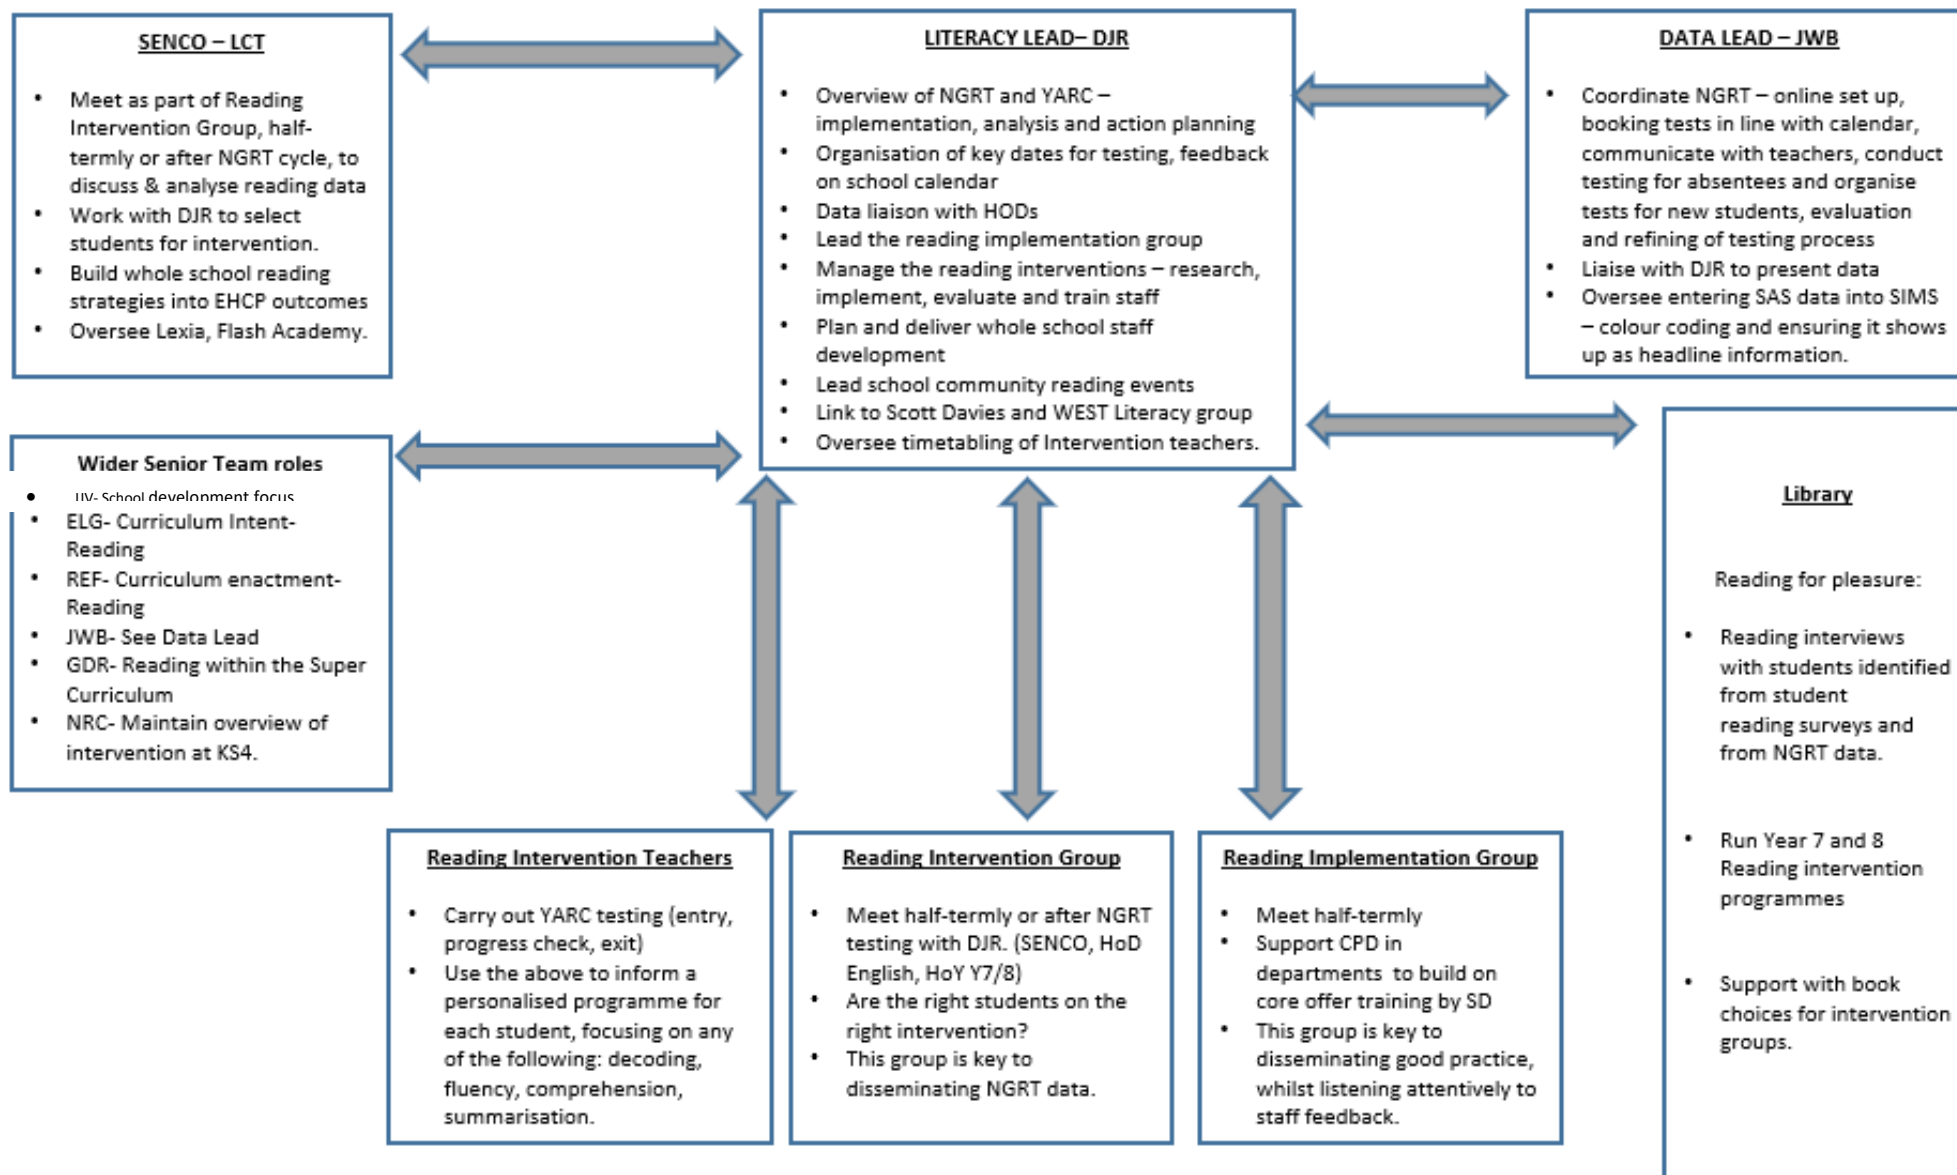 SENCO – LCT
• Meet as part of Reading
Intervention Group, half-
termly or after NGRT cycle, to
discuss & analyse reading data
• Work with DJR to select
students for intervention.
• Build whole school reading
strategies into EHCP outcomes
• Oversee Lexia, Flash Academy.
LITERACY LEAD– DJR
• Overview of NGRT and YARC –
implementation, analysis and action planning
• Organisation of key dates for testing, feedback
on school calendar
• Data liaison with HODs
• Lead the reading implementation group
• Manage the reading interventions – research,
implement, evaluate and train staff
• Plan and deliver whole school staff
development
• Lead school community reading events
• Link to Scott Davies and WEST Literacy group
• Oversee timetabling of Intervention teachers.
DATA LEAD – JWB
• Coordinate NGRT – online set up,
booking tests in line with calendar,
communicate with teachers, conduct
testing for absentees and organise
tests for new students, evaluation
and refining of testing process
• Liaise with DJR to present data
• Oversee entering SAS data into SIMS
– colour coding and ensuring it shows
up as headline information.
Wider Senior Team roles
• School development focus
• ELG- Curriculum Intent-
Reading
• REF- Curriculum enactment-
Reading
• JWB- See Data Lead
• GDR- Reading within the Super
Curriculum
• NRC- Maintain overview of
intervention at KS4.
Library
Reading for pleasure:
• Reading interviews
with students identified
from student
reading surveys and
from NGRT data.
• Run Year 7 and 8
Reading intervention
programmes
• Support with book
choices for intervention
groups.
Reading Intervention Teachers
• Carry out YARC testing (entry,
progress check, exit)
• Use the above to inform a
personalised programme for
each student, focusing on any
of the following: decoding,
fluency, comprehension,
summarisation.
Reading Intervention Group
• Meet half-termly or after NGRT
testing with DJR. (SENCO, HoD
English, HoY Y7/8)
• Are the right students on the
right intervention?
• This group is key to
disseminating NGRT data.
Reading Implementation Group
• Meet half-termly
• Support CPD in
departments to build on
core offer training by SD
• This group is key to
disseminating good practice,
whilst listening attentively to
staff feedback.